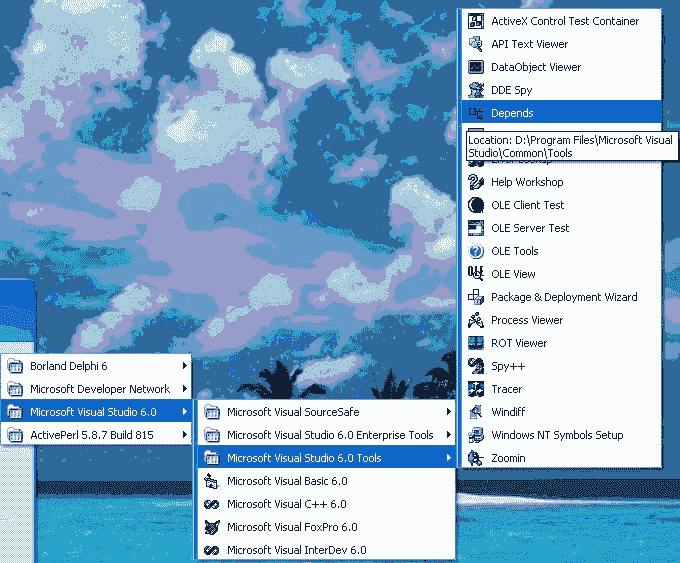 Borland Delphi 6
Microsoft Developer Network
Microsoft Visual Studio 6.0
ActivePerl 5.8.7 Build 815
Microsoft Visual SourceSafe
Microsoft Visual Studio 6.0 Enterprise Tools
Microsoft Visual Studio 6.0 Tools
Microsoft Visual Basic 6.0
Microsoft Visual C++ 6.0
Microsoft Visual FoxPro 6.0
Microsoft Visual InterDev 6.0
ActiveX Control Test Container
API Text Viewer
DataObject Viewer
DDE Spy
Depends
Location: D:\Program Files\Microsoft Visual
Studio\Common\Tools
Help Workshop
OLE Client Test
OLE Server Test
OLE Tools
OLE View
Package & Deployment Wizard
Process Viewer
ROT Viewer
Spy++
Tracer
Windiff
Windows NT Symbols Setup
Zoomin